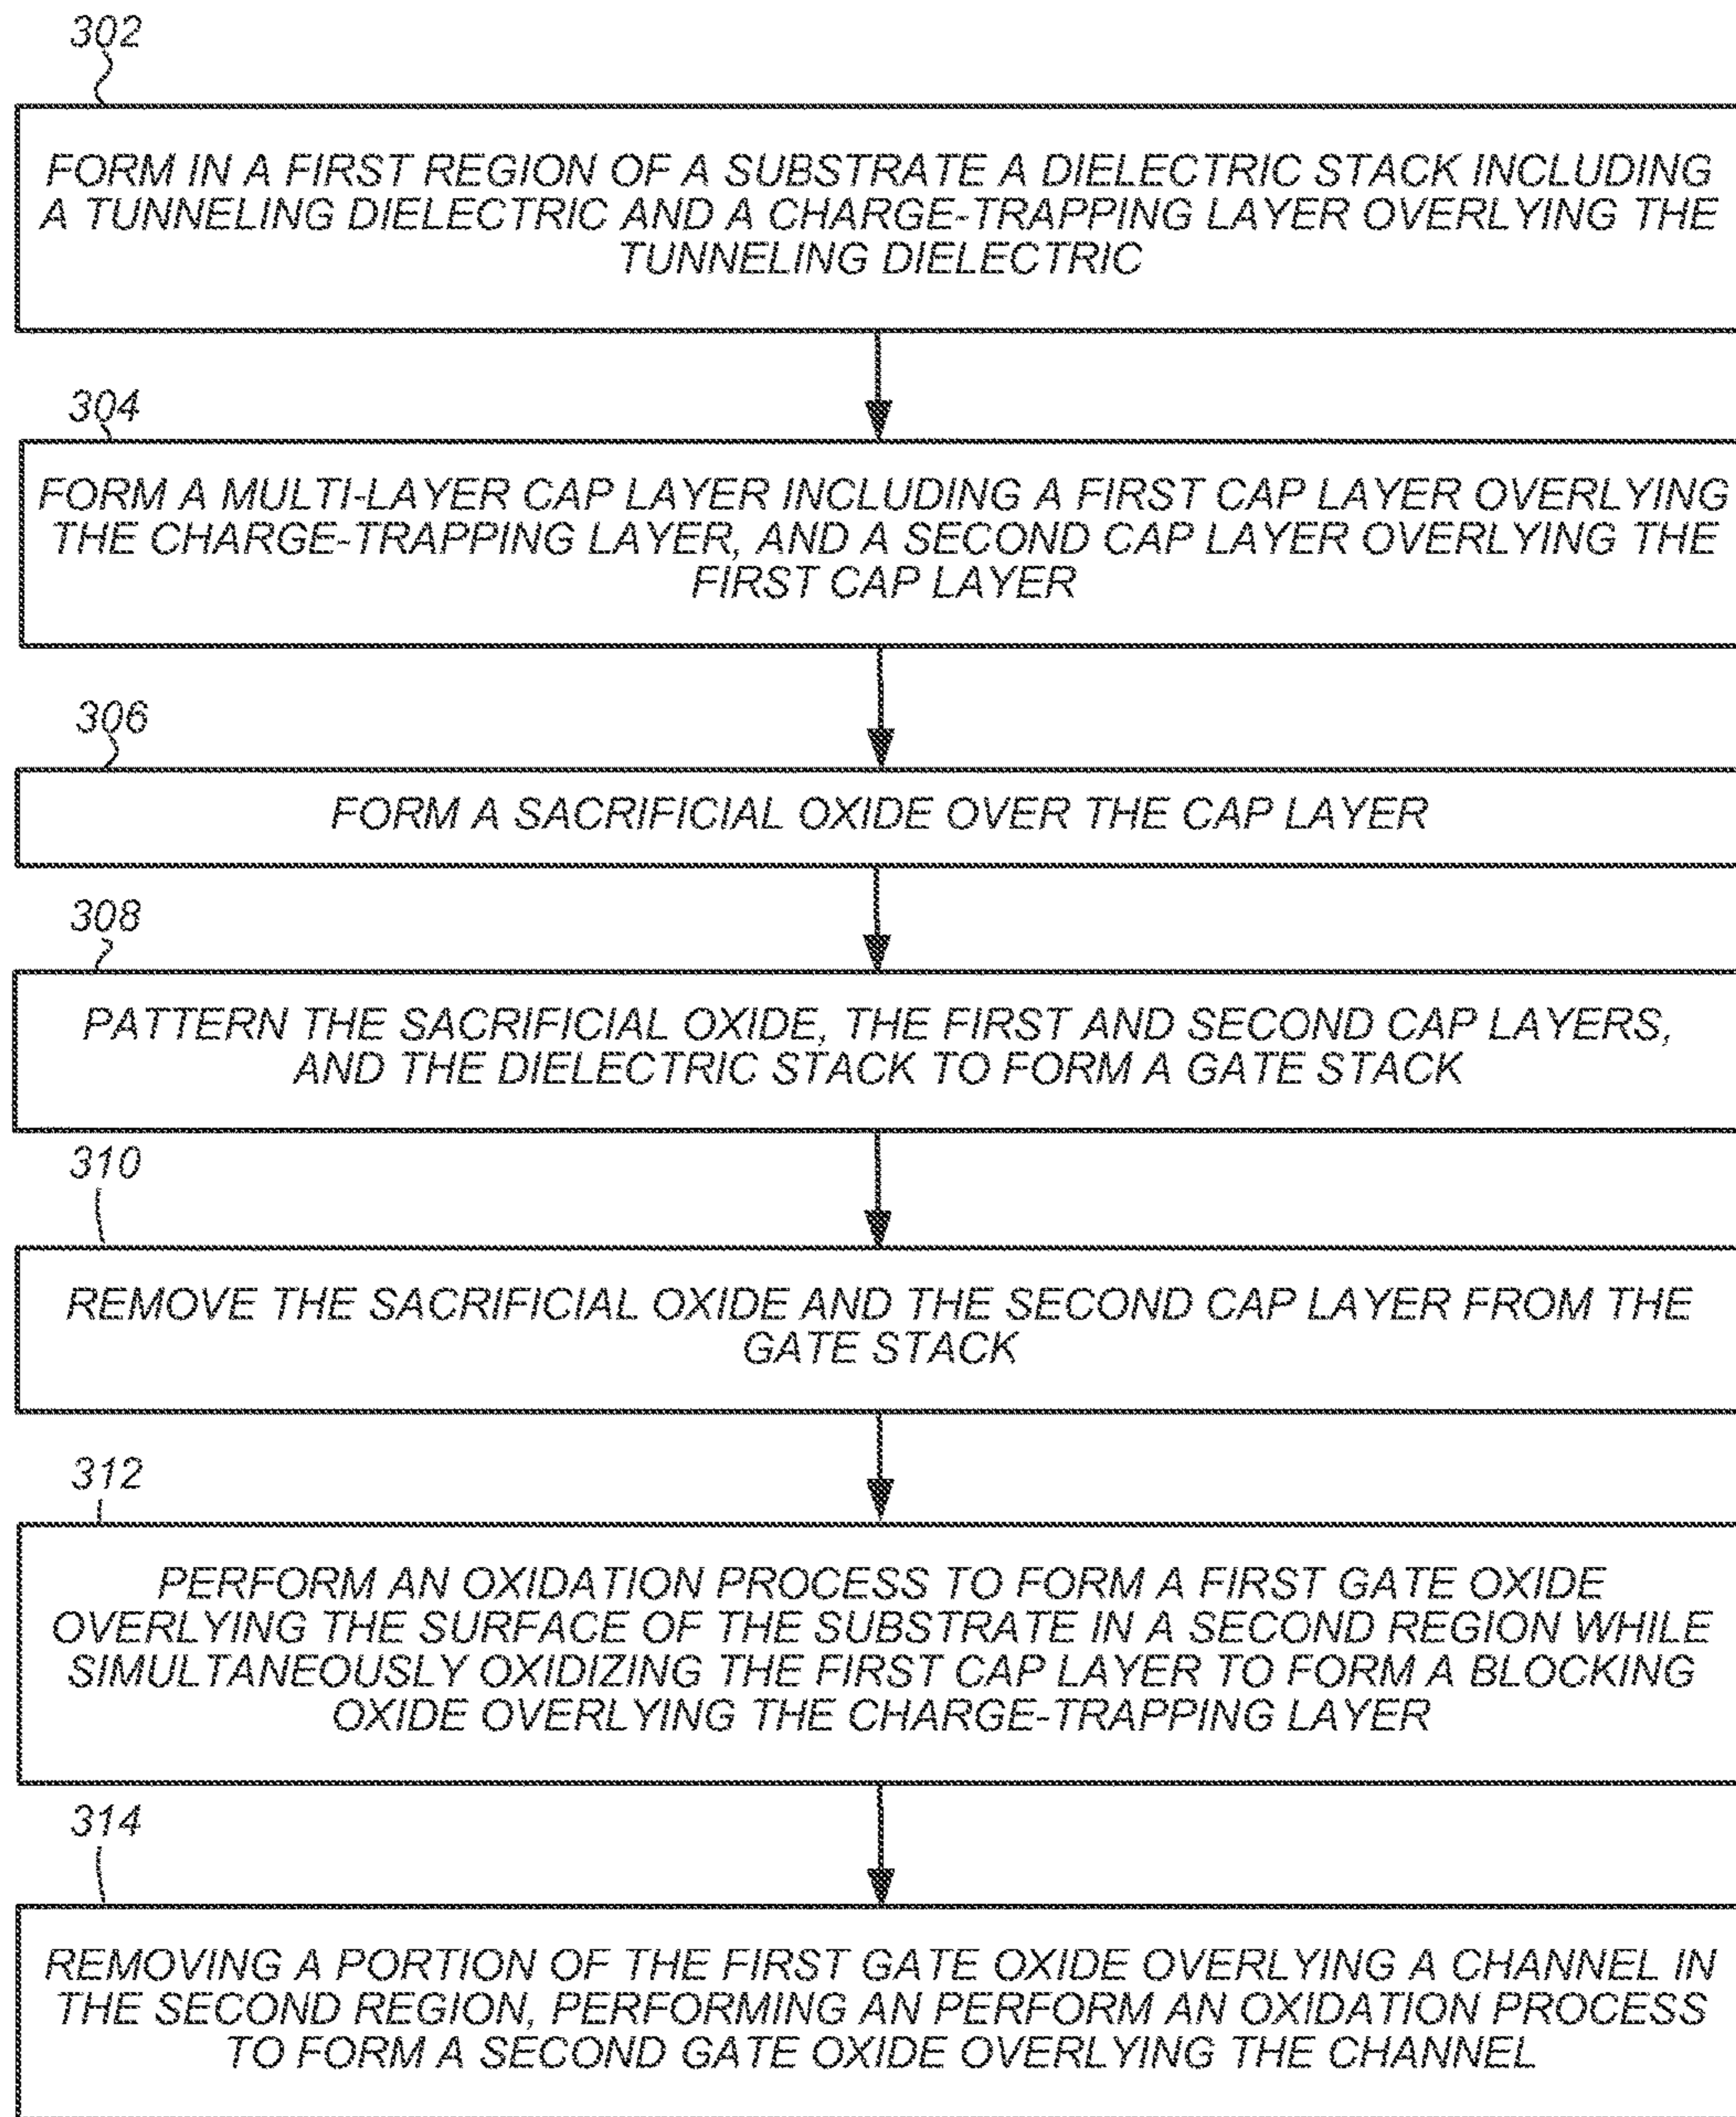 302
FORM IN A FIRST REGION OF A SUBSTRATE A DIELECTRIC STACK INCLUDING
A TUNNELING DIELECTRIC AND A CHARGE-TRAPPING LAYER OVERLYING THE
TUNNELING DIELECTRIC
304
FORM A MULTI-LAYER CAP LAYER INCLUDING A FIRST CAP LAYER OVERLYING
THE CHARGE-TRAPPING LAYER, AND A SECOND CAP LAYER OVERLYING THE
FIRST CAP LAYER
306
FORM A SACRIFICIAL OXIDE OVER THE CAP LAYER
308
PATTERN THE SACRIFICIAL OXIDE, THE FIRST AND SECOND CAP LAYERS,
AND THE DIELECTRIC STACK TO FORM A GATE STACK
310
REMOVE THE SACRIFICIAL OXIDE AND THE SECOND CAP LAYER FROM THE
GATE STACK
312
PERFORM AN OXIDATION PROCESS TO FORM A FIRST GATE OXIDE
OVERLYING THE SURFACE OF THE SUBSTRATE IN A SECOND REGION WHILE
SIMULTANEOUSLY OXIDIZING THE FIRST CAP LAYER TO FORM A BLOCKING
OXIDE OVERLYING THE CHARGE-TRAPPING LAYER
314
REMOVING A PORTION OF THE FIRST GATE OXIDE OVERLYING A CHANNEL IN
THE SECOND REGION, PERFORMING AN PERFORM AN OXIDATION PROCESS
TO FORM A SECOND GATE OXIDE OVERLYING THE CHANNEL